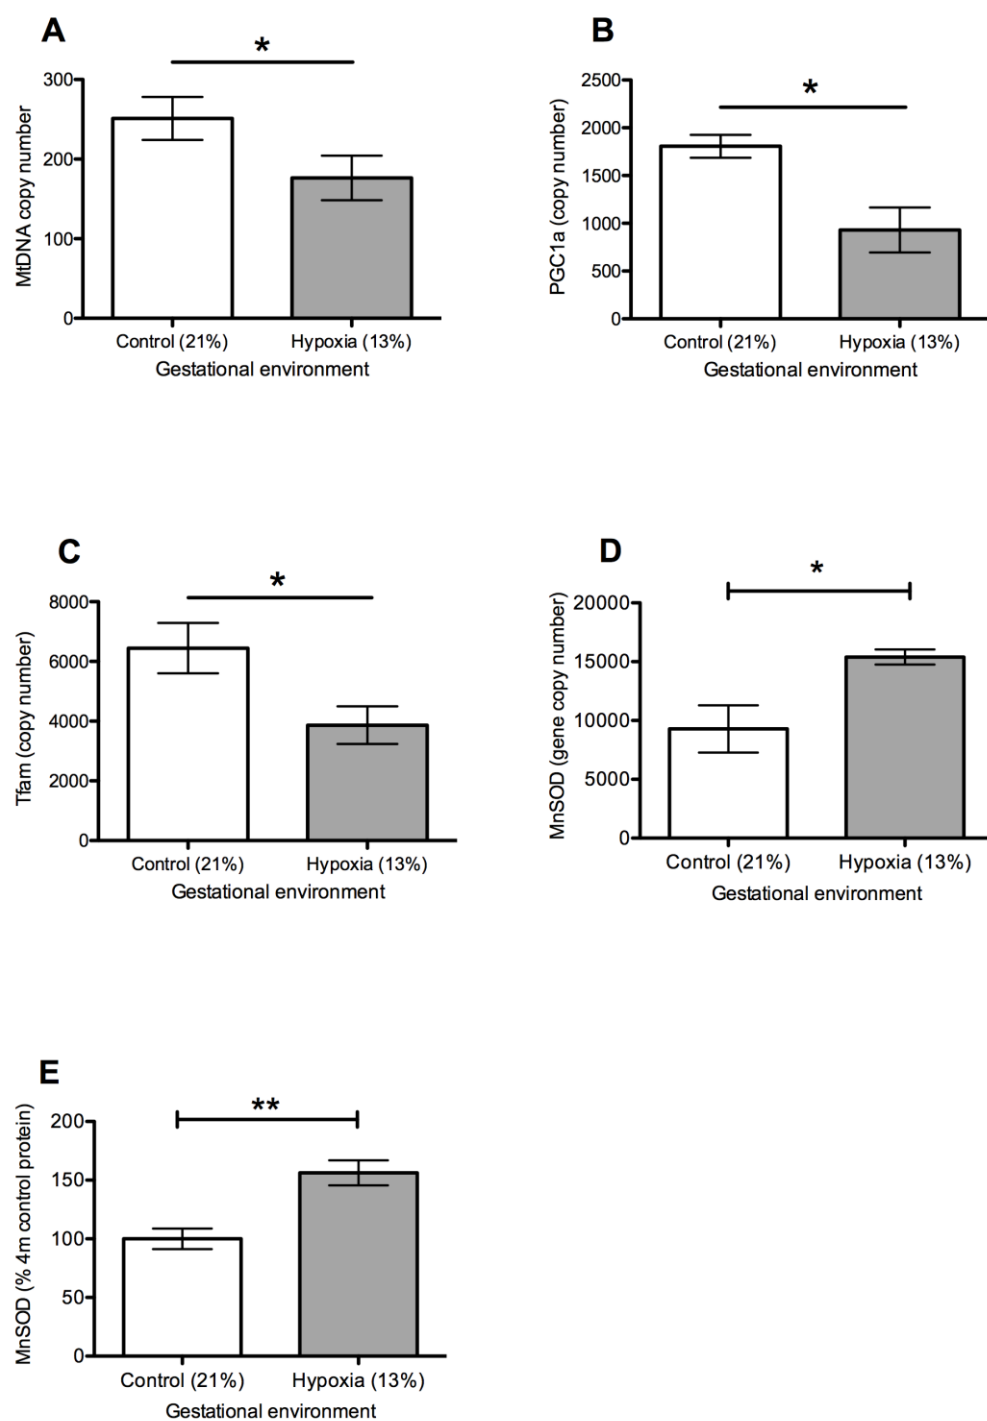 A
*
MtDNA copy number
300
200
100
0
Control (21%) Hypoxia (13%)
Gestational environment
B
*
PGC1a (copy number)
2500
2000
1500
1000
500
0
Control (21%) Hypoxia (13%)
Gestational environment
C
*
Tfam (copy number)
8000
6000
4000
2000
0
Control (21%) Hypoxia (13%)
Gestational environment
D
*
MnSOD (gene copy number)
20000
15000
10000
5000
0
Control (21%) Hypoxia (13%)
Gestational environment
E
**
MnSOD (% 4m control protein)
200
150
100
50
0
Control (21%) Hypoxia (13%)
Gestational environment